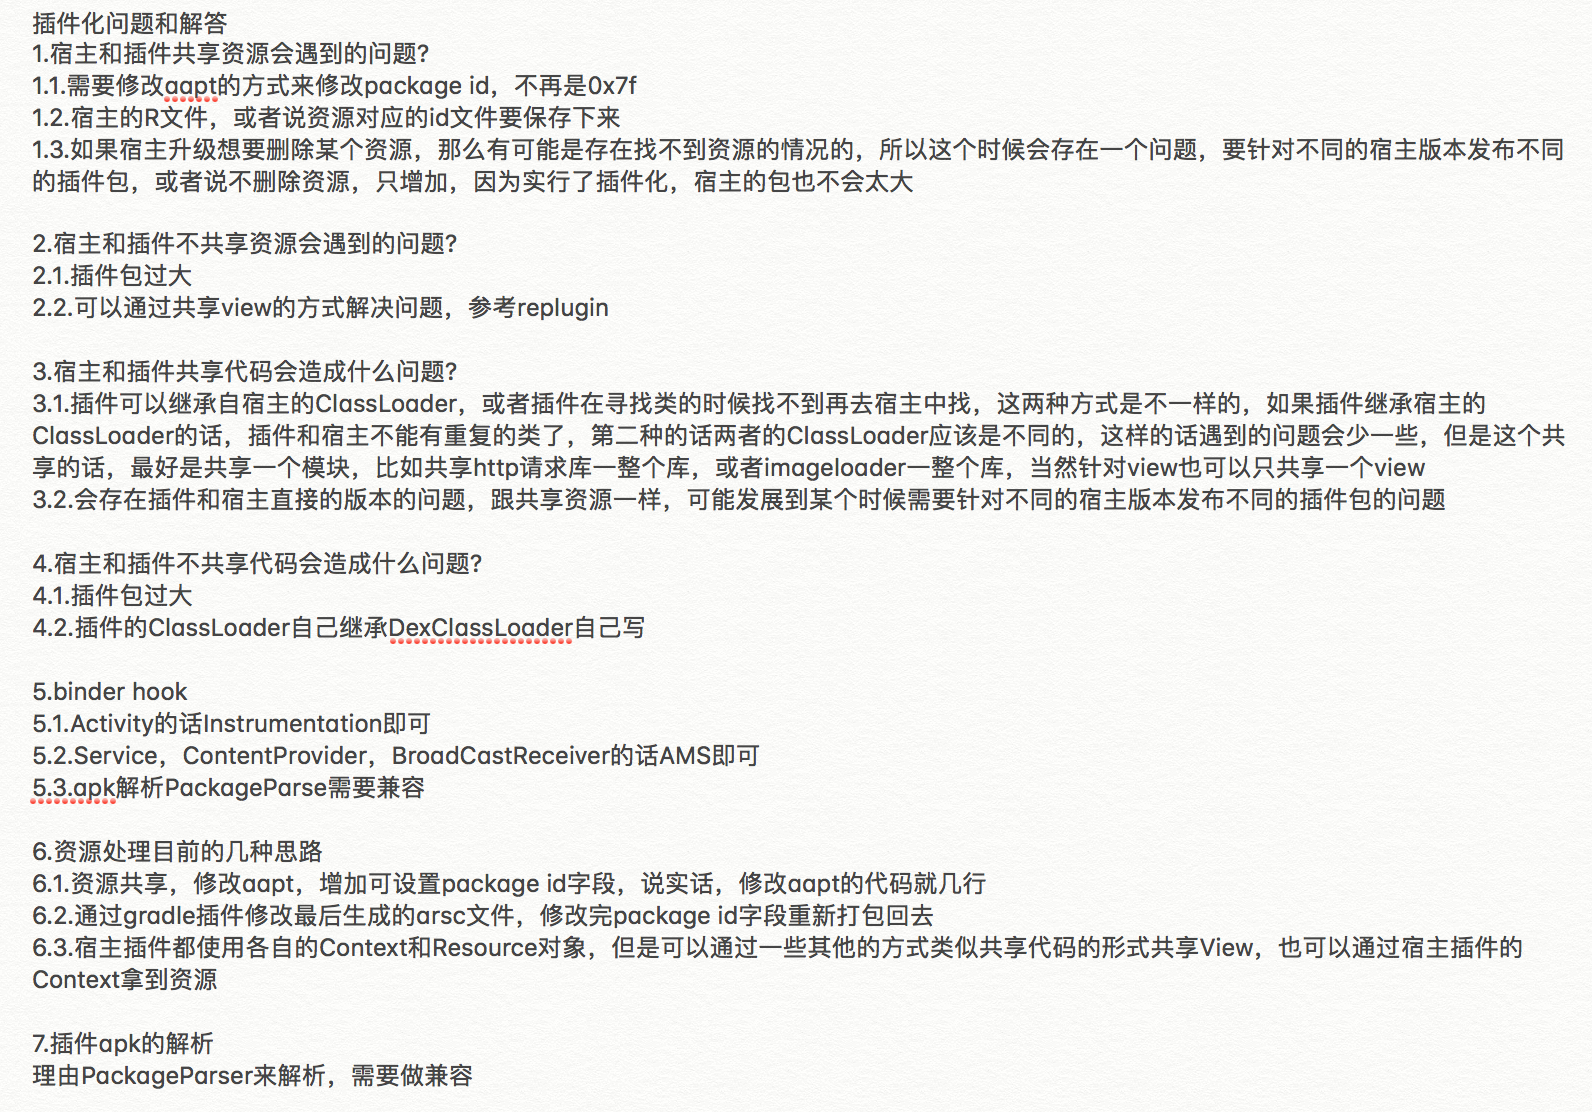 插件化问题和解答
1.宿主和插件共享资源会遇到的问题?
1.1.需要修改aapt的方式来修改package id，不再是0x7f
1.2.宿主的R文件，或者说资源对应的id文件要保存下来
1.3.如果宿主升级想要删除某个资源，那么有可能是存在找不到资源的情况的，所以这个时候会存在一个问题，要针对不同的宿主版本发布不同
的插件包，或者说不删除资源，只增加，因为实行了插件化，宿主的包也不会太大
2.宿主和插件不共享资源会遇到的问题?
2.1.插件包过大
2.2.可以通过共享view的方式解决问题，参考replugin
3.宿主和插件共享代码会造成什么问题?
3.1.插件可以继承自宿主的ClassLoader，或者插件在寻找类的时候找不到再去宿主中找，这两种方式是不一样的，如果插件继承宿主的
ClassLoader的话，插件和宿主不能有重复的类了，第二种的话两者的ClassLoader应该是不同的，这样的话遇到的问题会少一些，但是这个共
享的话，最好是共享一个模块，比如共享http请求库一整个库，或者imageloader一整个库，当然针对view也可以只共享一个view
3.2.会存在插件和宿主直接的版本的问题，跟共享资源一样，可能发展到某个时候需要针对不同的宿主版本发布不同的插件包的问题
4.宿主和插件不共享代码会造成什么问题?
4.1.插件包过大
4.2.插件的ClassLoader自己继承DexClassLoader自己写
5.binder hook
5.1.Activity的话Instrumentation即可
5.2.Service，ContentProvider，BroadCastReceiver的话AMS即可
5.3.apk解析PackageParse需要兼容
6.资源处理目前的几种思路
6.1.资源共享，修改aapt，增加可设置package id字段，说实话，修改aapt的代码就几行
6.2.通过gradle插件修改最后生成的arsc文件，修改完package id字段重新打包回去
6.3.宿主插件都使用各自的Context和Resource对象，但是可以通过一些其他的方式类似共享代码的形式共享View，也可以通过宿主插件的
Context拿到资源
7.插件apk的解析
理由PackageParser来解析，需要做兼容